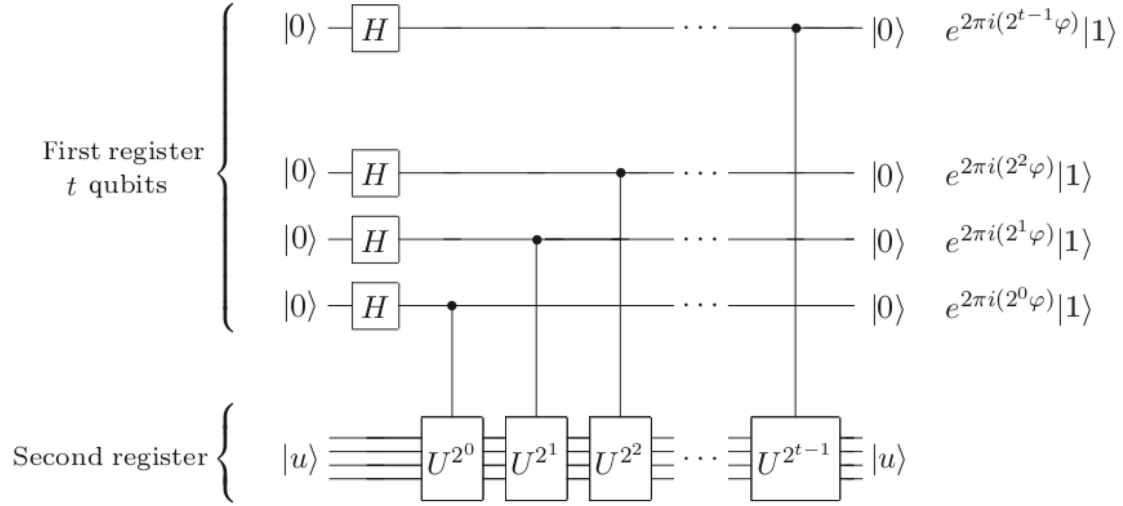 |0⟩ H · · · |0⟩ e^{2πi(2^{t−1}φ)}|1⟩
First register
t qubits
|0⟩ H · · · |0⟩ e^{2πi(2^2φ)}|1⟩
|0⟩ H · · · |0⟩ e^{2πi(2^1φ)}|1⟩
|0⟩ H · · · |0⟩ e^{2πi(2^0φ)}|1⟩
Second register |u⟩ U^{2^0} U^{2^1} U^{2^2} · · · U^{2^{t−1}} |u⟩